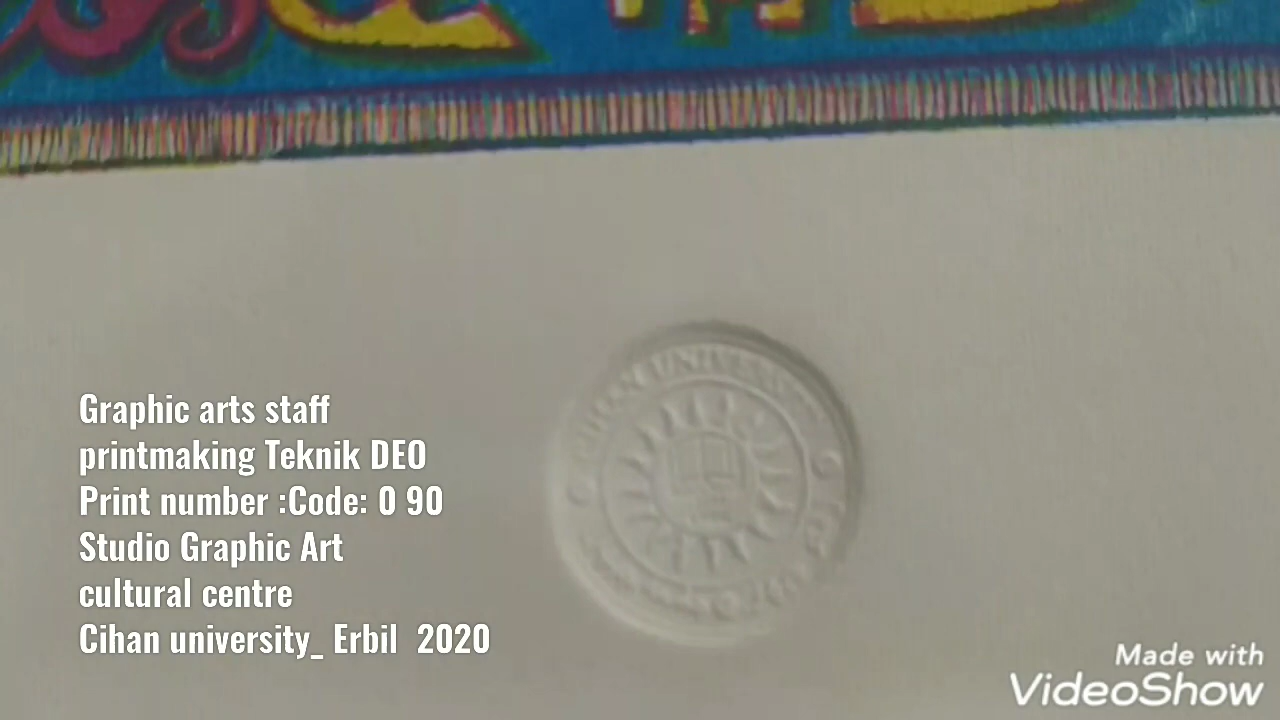 UNIVERSITY
Graphic arts staff
printmaking Teknik DEO
Print number :Code: 0 90
Studio Graphic Art
cultural centre
Cihan university_ Erbil 2020
Made with
VideoShow